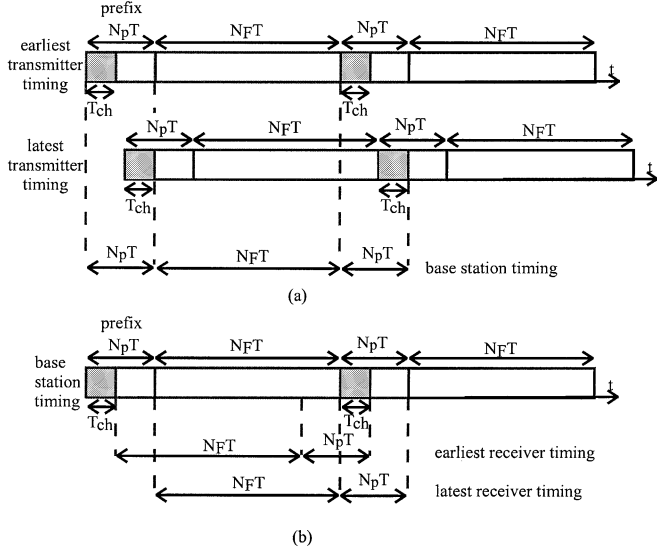 prefix
NpT NFT NpT NFT
earliest
transmitter
timing
t
Tch Tch
NpT NFT NpT NFT
latest
transmitter
timing
t
Tch Tch
NpT NFT NpT
base station timing
(a)
prefix
NpT NFT NpT NFT
base
station
timing
t
Tch Tch
NFT NpT
earliest receiver timing
NFT NpT
latest receiver timing
(b)